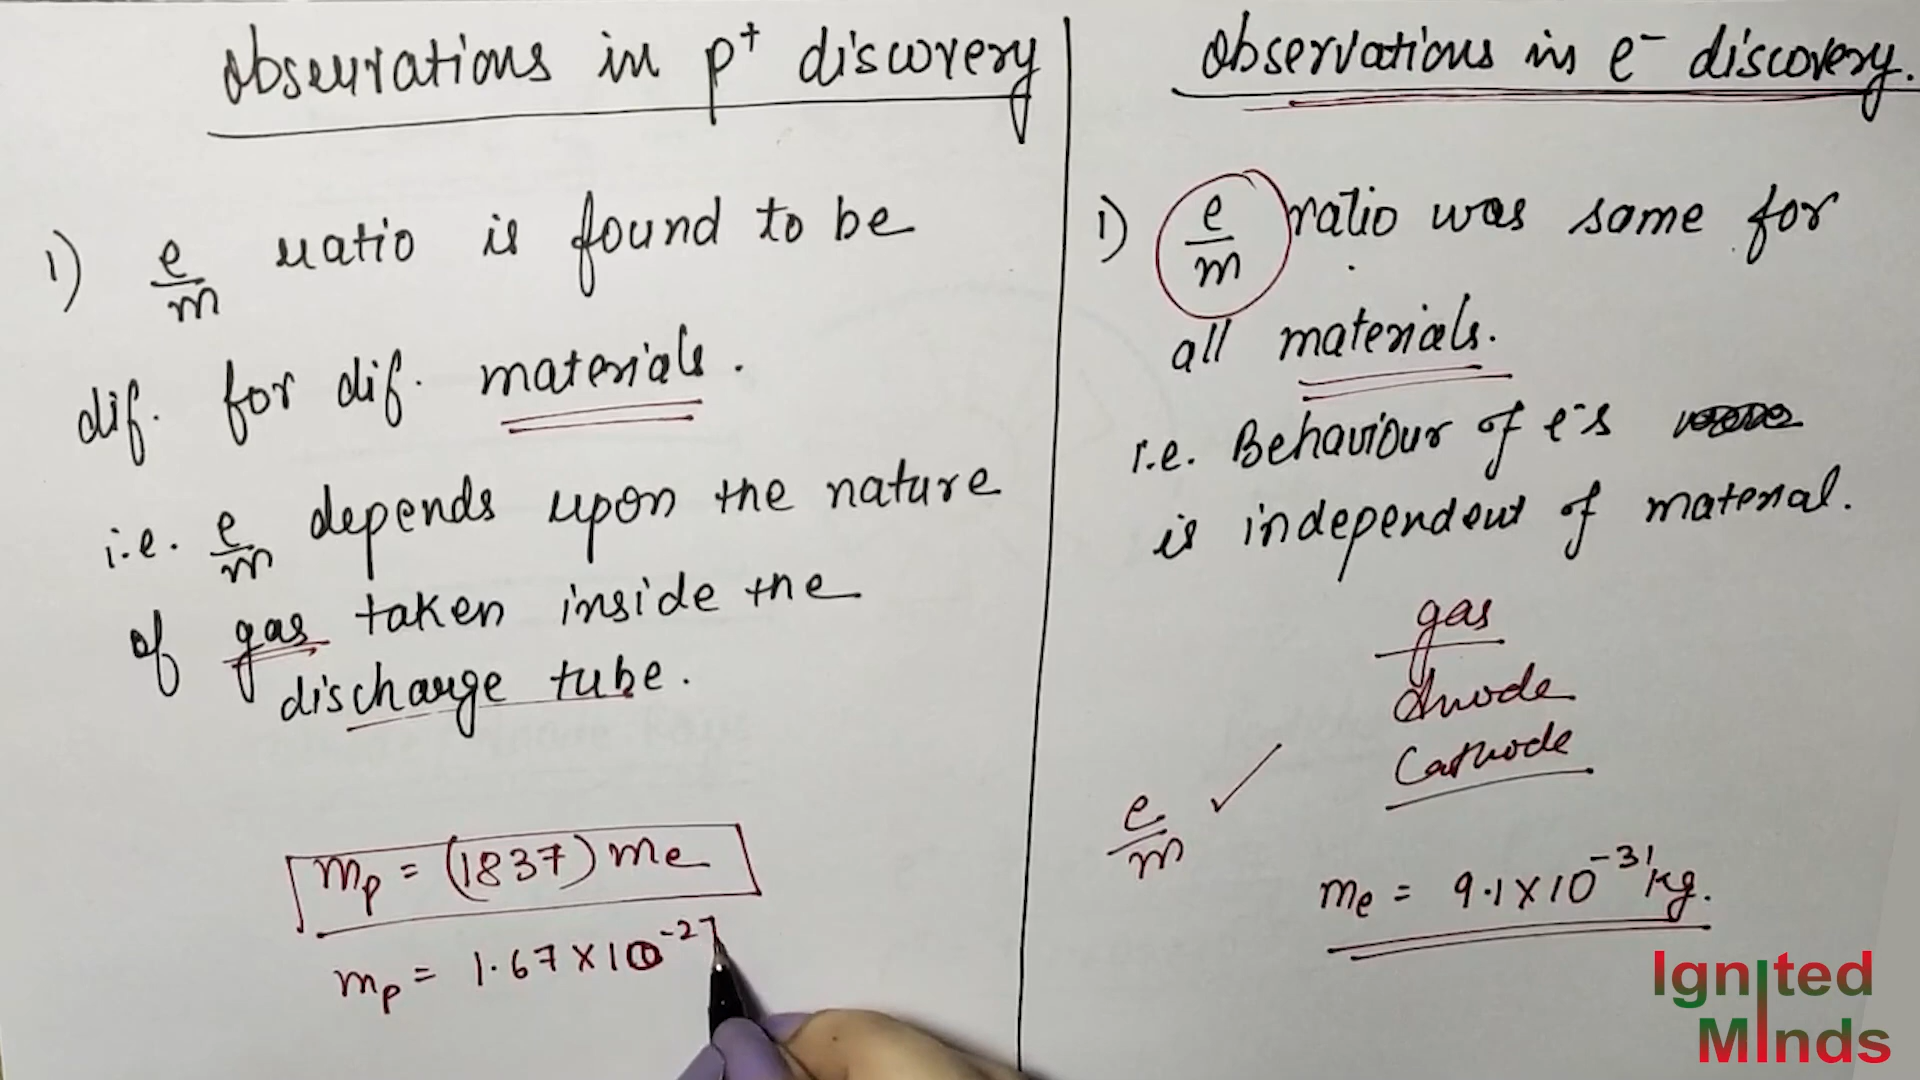 Observations in p⁺ discovery
1) e/m ratio is found to be
dif. for dif. materials.
i.e. e/m depends upon the nature
of gas taken inside the
discharge tube.
mp = (1837) me
mp = 1.67 × 10⁻²⁷
Observations in e⁻ discovery.
1) e/m ratio was same for
all materials.
i.e. Behaviour of e⁻s
is independent of material.
gas
Anode
Cathode
e/m ✓
me = 9.1 × 10⁻³¹ kg.
Ignited
Minds